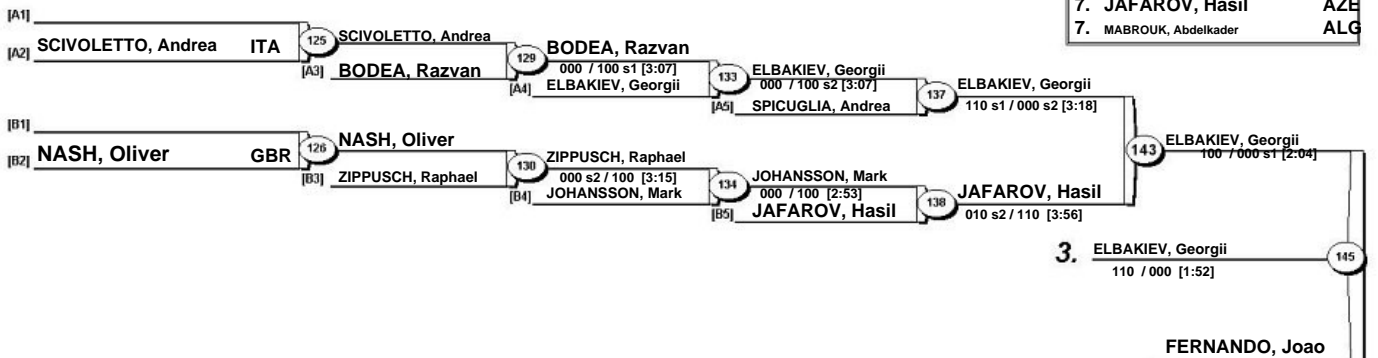 7. JAFAROV, Hasil AZE
7. MABROUK, Abdelkader ALG
[A1]
[A2] SCIVOLETTO, Andrea ITA
125
SCIVOLETTO, Andrea
[A3] BODEA, Razvan
129
BODEA, Razvan
000 / 100 s1 [3:07]
[A4] ELBAKIEV, Georgii
133
ELBAKIEV, Georgii
000 / 100 s2 [3:07]
[A5] SPICUGLIA, Andrea
137
ELBAKIEV, Georgii
110 s1 / 000 s2 [3:18]
[B1]
[B2] NASH, Oliver GBR
126
NASH, Oliver
[B3] ZIPPUSCH, Raphael
130
ZIPPUSCH, Raphael
000 s2 / 100 [3:15]
[B4] JOHANSSON, Mark
134
JOHANSSON, Mark
000 / 100 [2:53]
[B5] JAFAROV, Hasil
138
JAFAROV, Hasil
010 s2 / 110 [3:56]
143
ELBAKIEV, Georgii
100 / 000 s1 [2:04]
3. ELBAKIEV, Georgii
110 / 000 [1:52]
145
FERNANDO, Joao